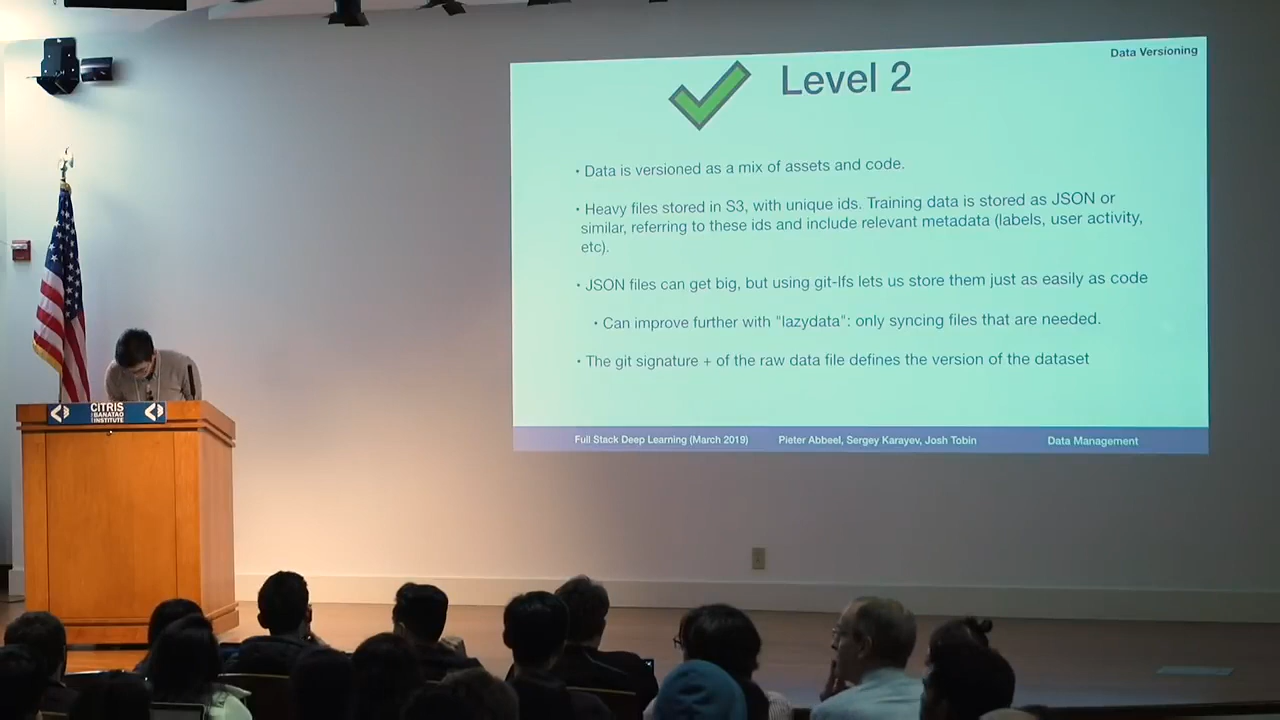 Data Versioning
Level 2
• Data is versioned as a mix of assets and code.
• Heavy files stored in S3, with unique ids. Training data is stored as JSON or
similar, referring to these ids and include relevant metadata (labels, user activity,
etc).
• JSON files can get big, but using git-lfs lets us store them just as easily as code
• Can improve further with "lazydata": only syncing files that are needed.
• The git signature + of the raw data file defines the version of the dataset
Full Stack Deep Learning (March 2019) Pieter Abbeel, Sergey Karayev, Josh Tobin Data Management
CITRIS
BANATAO
INSTITUTE